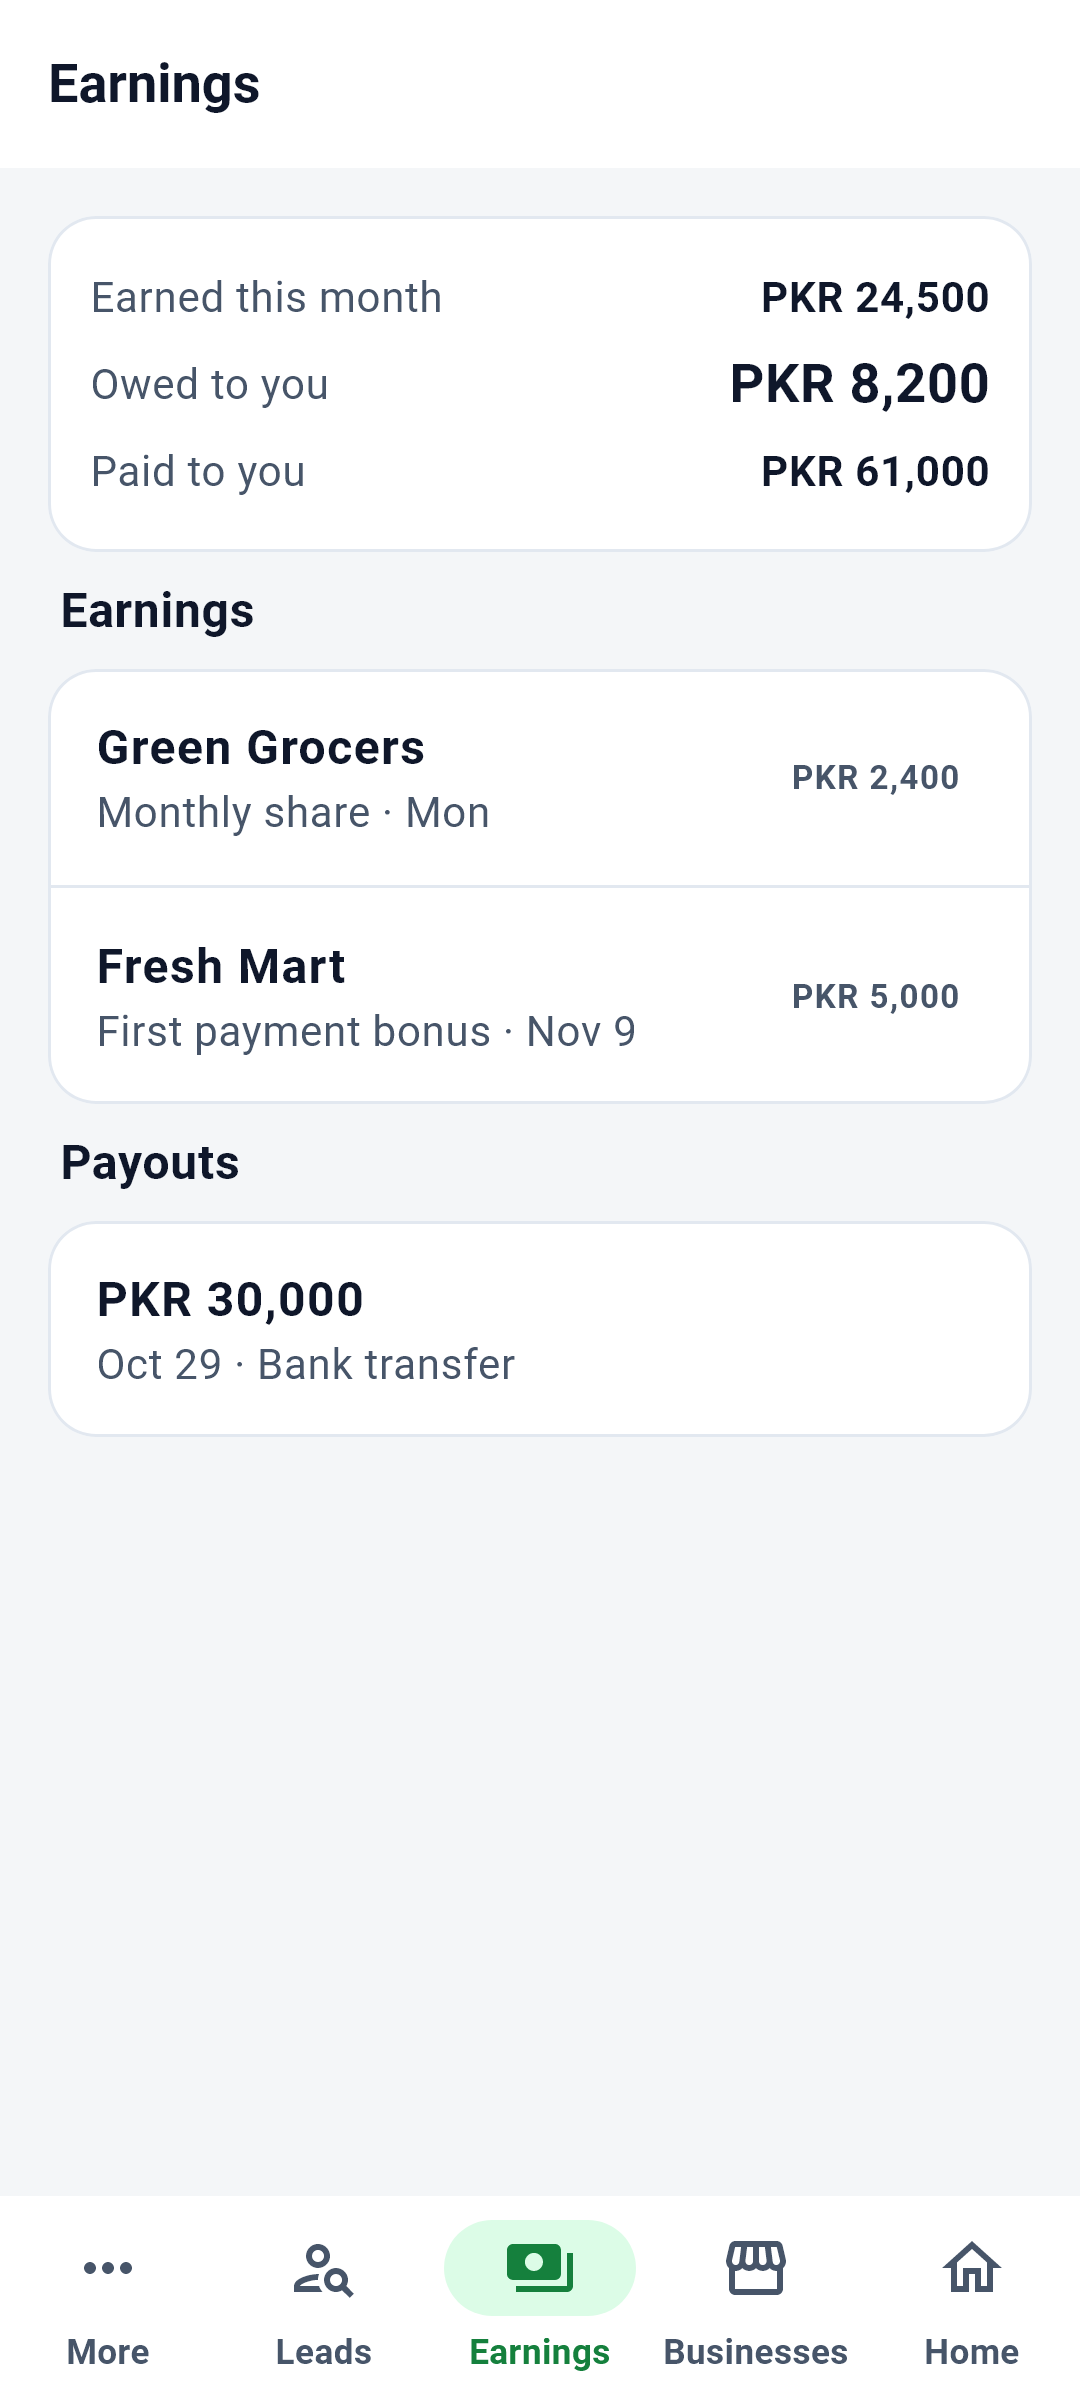 Earnings
Earned this month PKR 24,500
Owed to you PKR 8,200
Paid to you PKR 61,000
Earnings
Green Grocers
PKR 2,400
Monthly share · Mon
Fresh Mart
PKR 5,000
First payment bonus · Nov 9
Payouts
PKR 30,000
Oct 29 · Bank transfer
More Leads Earnings Businesses Home